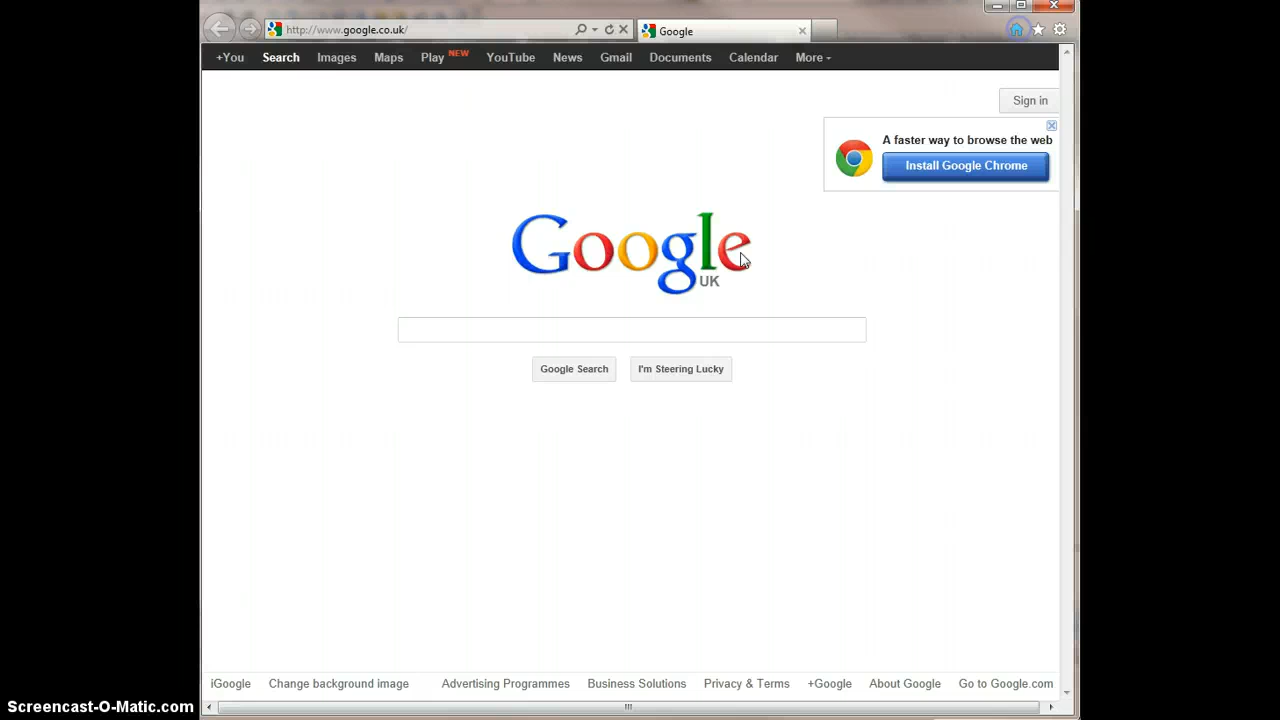 http://www.google.co.uk/
Google
+You Search Images Maps Play NEW YouTube News Gmail Documents Calendar More
Sign in
A faster way to browse the web
Install Google Chrome
Google
UK
Google Search I'm Steering Lucky
iGoogle Change background image Advertising Programmes Business Solutions Privacy & Terms +Google About Google Go to Google.com
Screencast-O-Matic.com